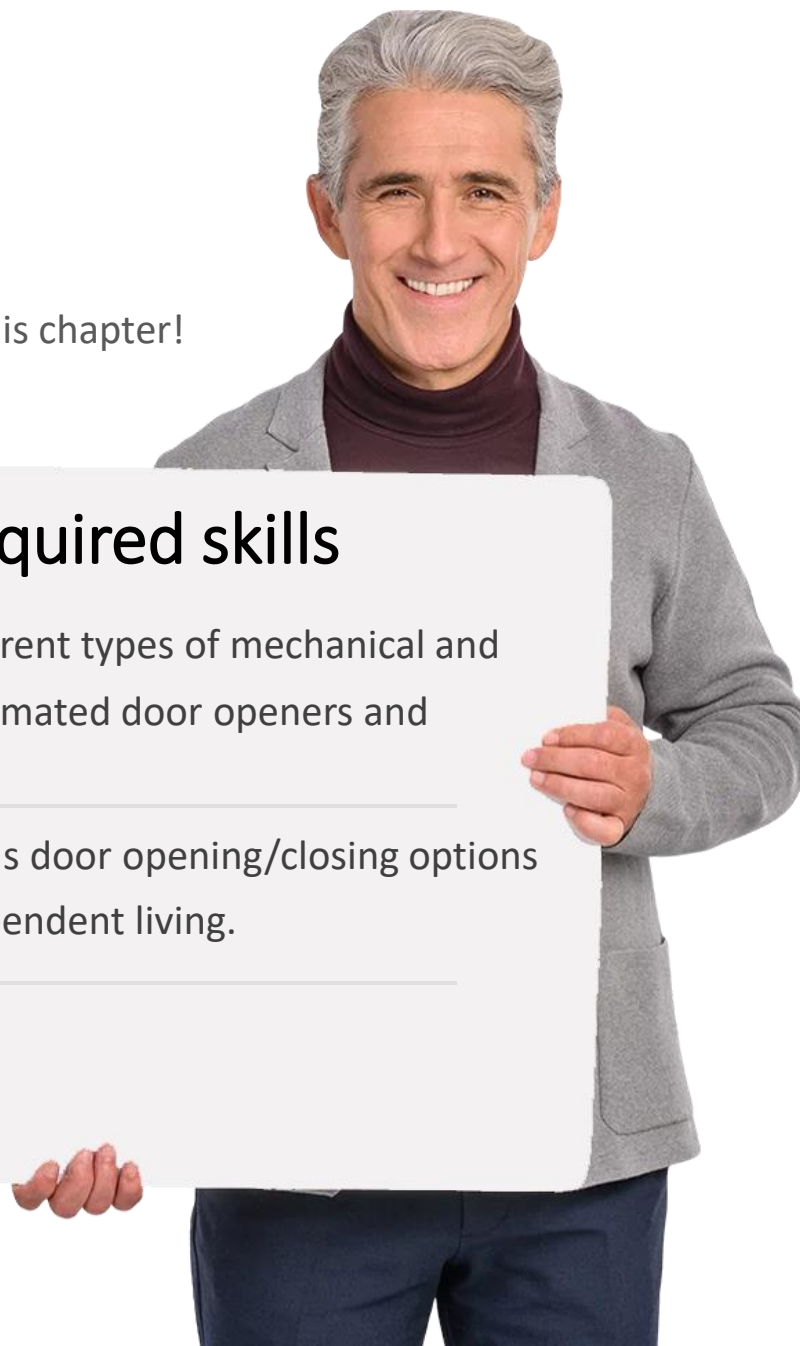 is chapter!
quired skills
rent types of mechanical and
mated door openers and
s door opening/closing options
endent living.